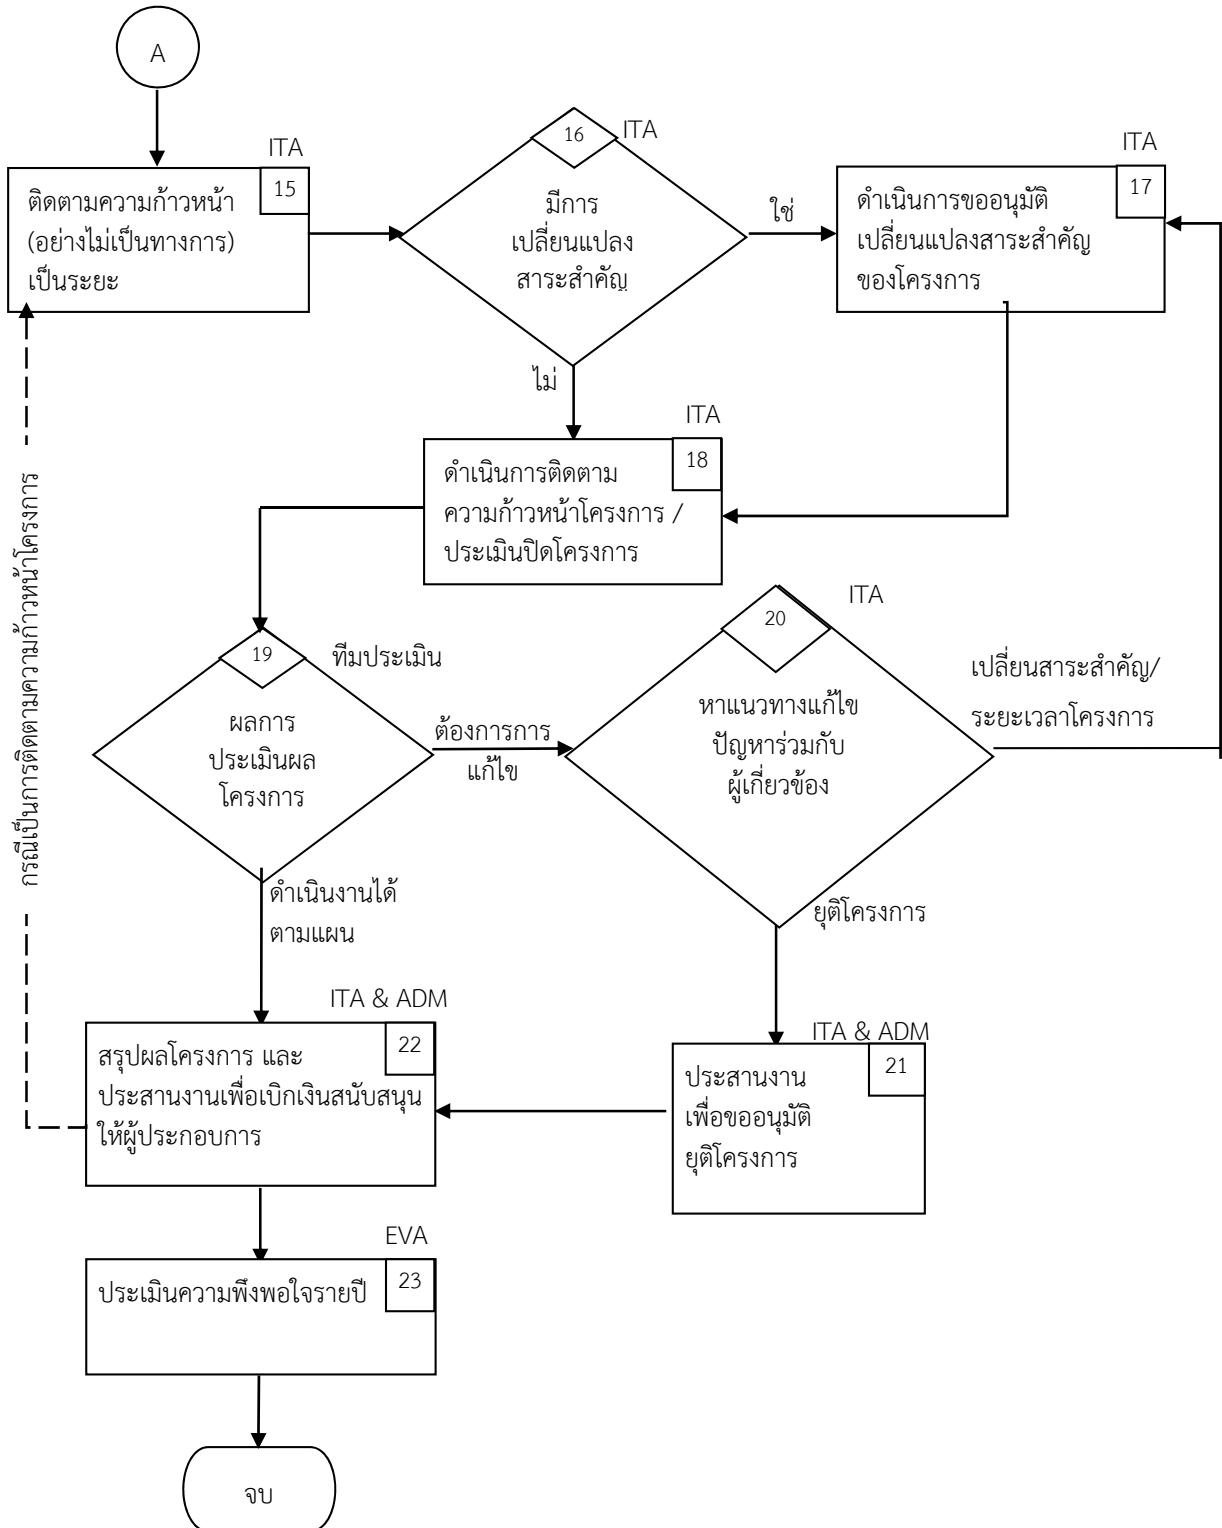 A
ITA
15
ติดตามความก้าวหน้า
(อย่างไม่เป็นทางการ)
เป็นระยะ
16
ITA
มีการ
เปลี่ยนแปลง
สาระสำคัญ
ใช่
ITA
17
ดำเนินการขออนุมัติ
เปลี่ยนแปลงสาระสำคัญ
ของโครงการ
ไม่
ITA
18
ดำเนินการติดตาม
ความก้าวหน้าโครงการ /
ประเมินปิดโครงการ
กรณีเป็นการติดตามความก้าวหน้าโครงการ
19
ทีมประเมิน
ผลการ
ประเมินผล
โครงการ
ต้องการการ
แก้ไข
20
ITA
หาแนวทางแก้ไข
ปัญหาร่วมกับ
ผู้เกี่ยวข้อง
เปลี่ยนสาระสำคัญ/
ระยะเวลาโครงการ
ดำเนินงานได้
ตามแผน
ยุติโครงการ
ITA & ADM
22
สรุปผลโครงการ และ
ประสานงานเพื่อเบิกเงินสนับสนุน
ให้ผู้ประกอบการ
ITA & ADM
21
ประสานงาน
เพื่อขออนุมัติ
ยุติโครงการ
EVA
23
ประเมินความพึงพอใจรายปี
จบ